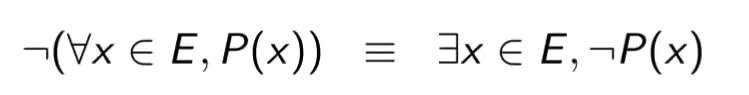 ¬(∀x ∈ E, P(x)) ≡ ∃x ∈ E, ¬P(x)